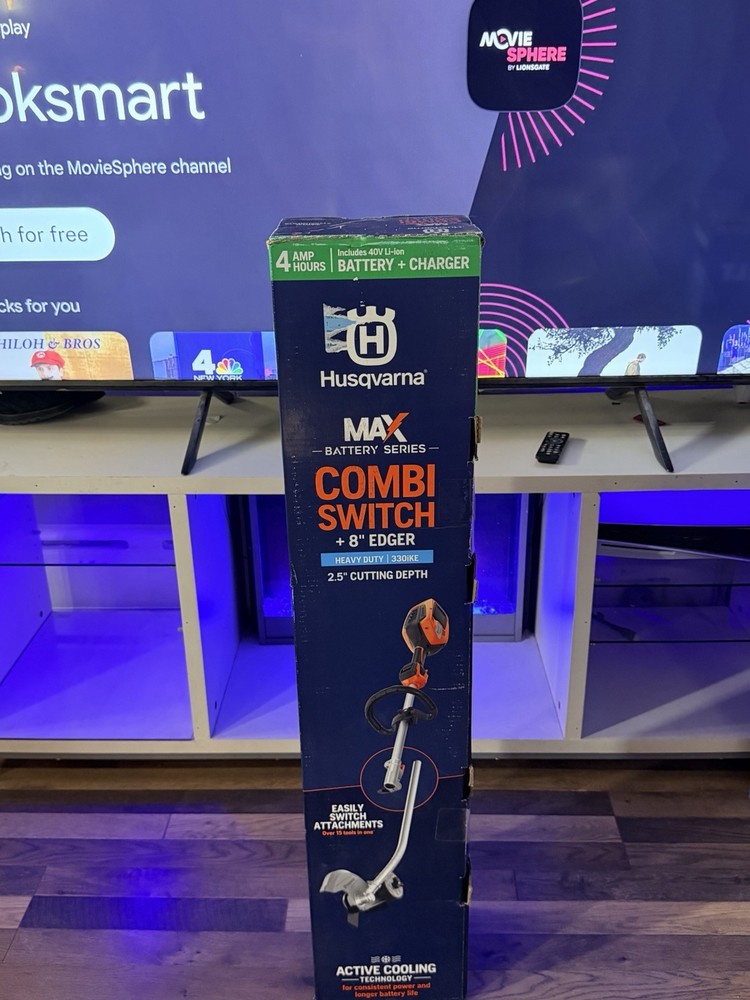 play
oksmart
MOVIE
SPHERE
BY LIONSGATE
g on the MovieSphere channel
h for free
cks for you
HILOH & BROS
4
NEW YORK
4 AMP HOURS
Includes 40V Li-ion
BATTERY + CHARGER
H
Husqvarna
MAX
BATTERY SERIES
COMBI
SWITCH
+ 8" EDGER
HEAVY DUTY | 330iKE
2.5" CUTTING DEPTH
EASILY
SWITCH
ATTACHMENTS
Over 15 tools in one
ACTIVE COOLING
TECHNOLOGY
for consistent power and
longer battery life